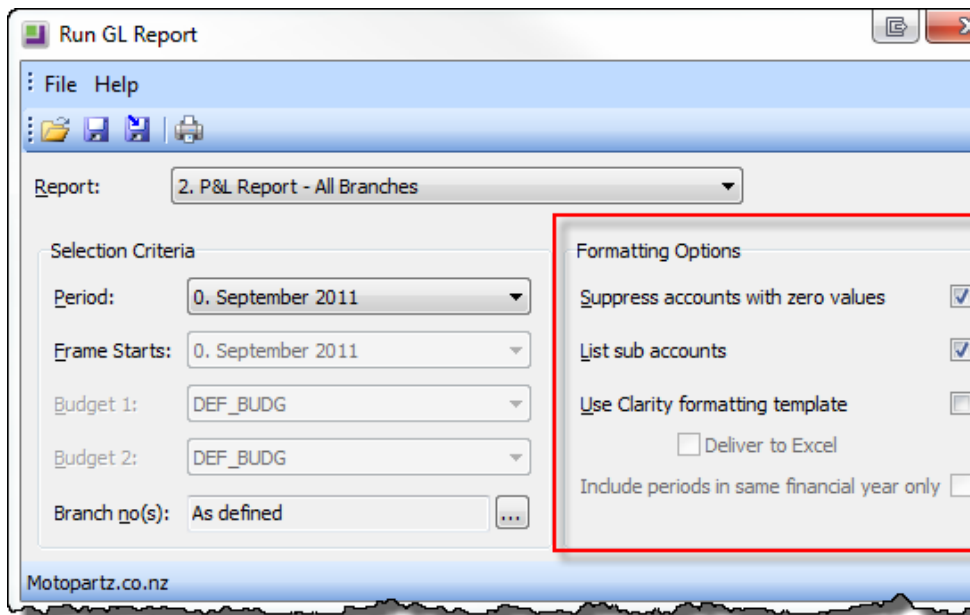 Run GL Report
File Help
Report: 2. P&L Report - All Branches
Selection Criteria
Period: 0. September 2011
Frame Starts: 0. September 2011
Budget 1: DEF_BUDG
Budget 2: DEF_BUDG
Branch no(s): As defined ...
Formatting Options
Suppress accounts with zero values
List sub accounts
Use Clarity formatting template
Deliver to Excel
Include periods in same financial year only
Motopartz.co.nz